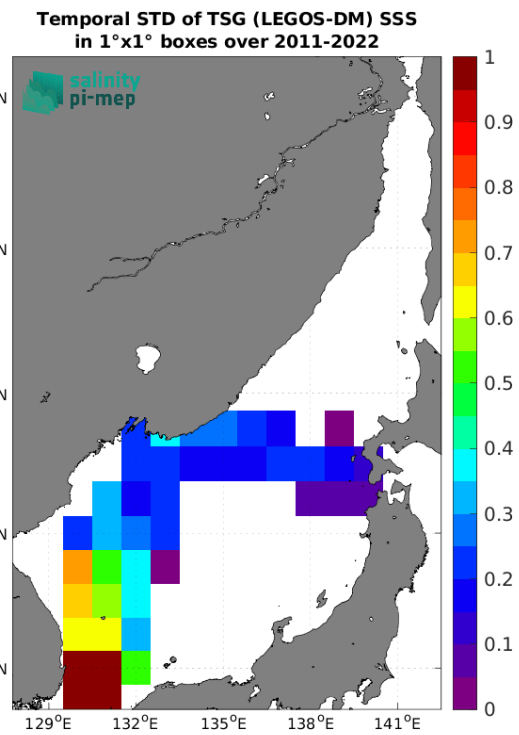 Temporal STD of TSG (LEGOS-DM) SSS
in 1°x1° boxes over 2011-2022
salinity
pi-mep
1
0.9
0.8
0.7
0.6
0.5
0.4
0.3
0.2
0.1
0
N
N
N
N
N
129°E 132°E 135°E 138°E 141°E